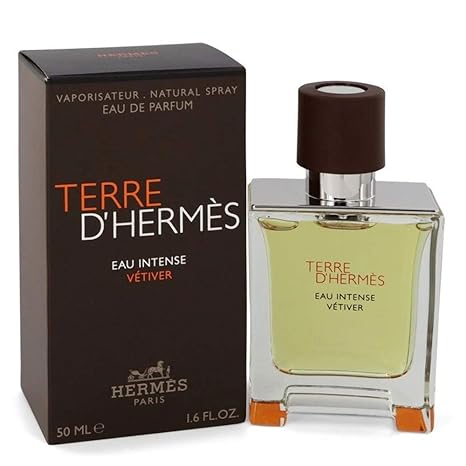 HERMÈS
VAPORISATEUR . NATURAL SPRAY
EAU DE PARFUM
TERRE
D'HERMÈS
EAU INTENSE
VÉTIVER
HERMÈS
PARIS
50 ML ℮ 1.6 FL.OZ.
TERRE
D'HERMÈS
EAU INTENSE
VÉTIVER